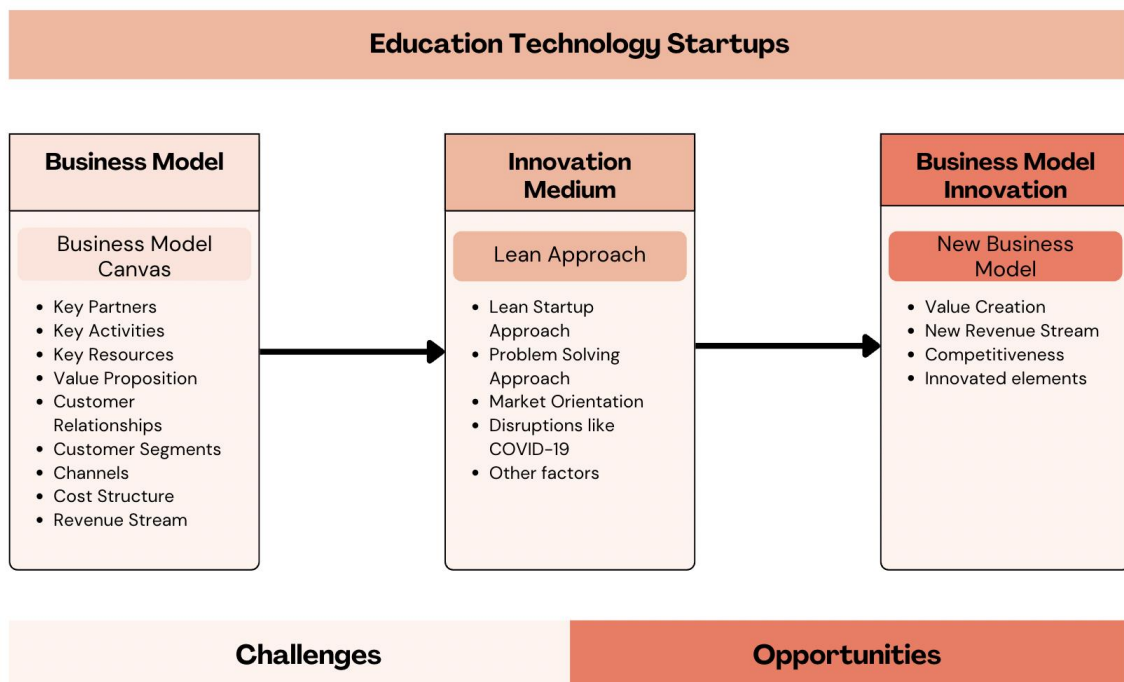 Education Technology Startups
Business Model
Business Model
Canvas
• Key Partners
• Key Activities
• Key Resources
• Value Proposition
• Customer
Relationships
• Customer Segments
• Channels
• Cost Structure
• Revenue Stream
Innovation
Medium
Lean Approach
• Lean Startup
Approach
• Problem Solving
Approach
• Market Orientation
• Disruptions like
COVID-19
• Other factors
Business Model
Innovation
New Business
Model
• Value Creation
• New Revenue Stream
• Competitiveness
• Innovated elements
Challenges
Opportunities